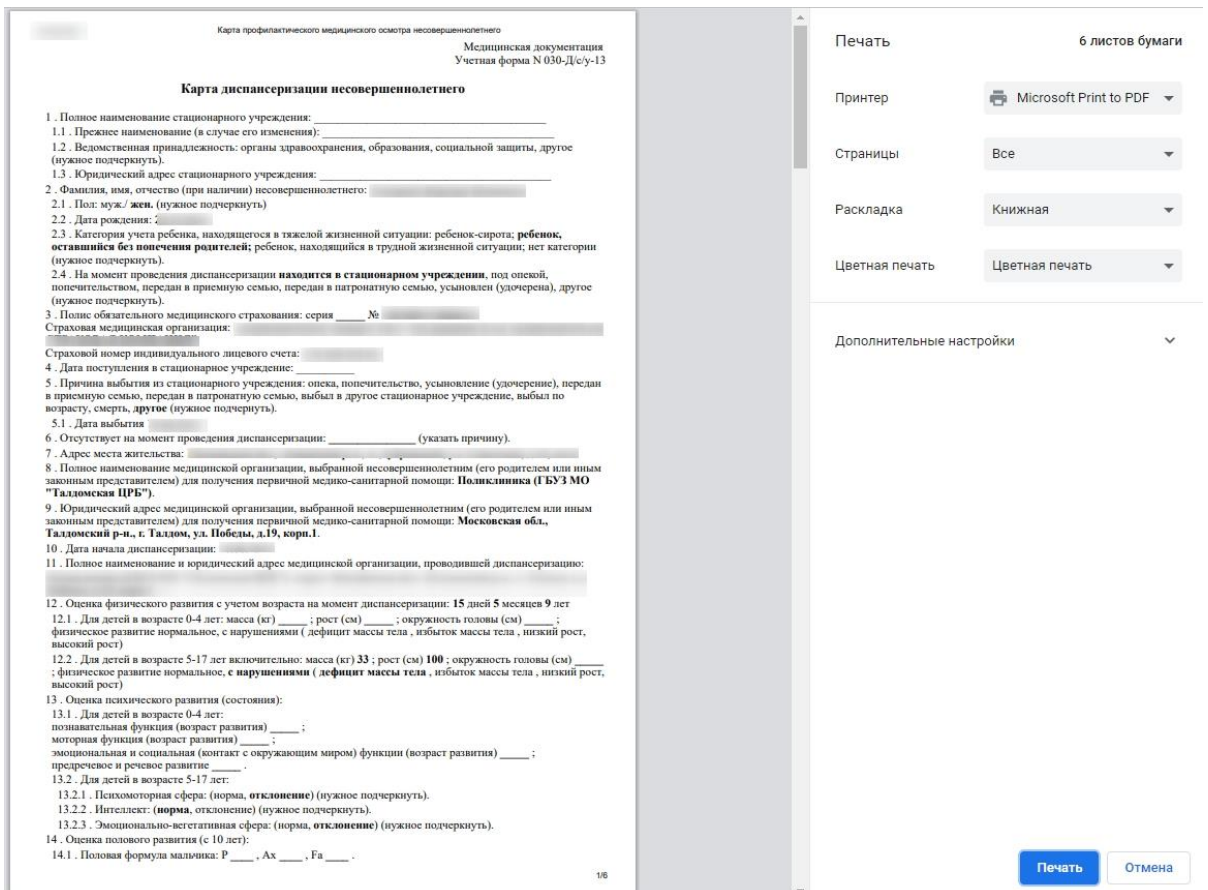 Карта профилактического медицинского осмотра несовершеннолетнего
Медицинская документация
Учетная форма N 030-Д/с/у-13
Карта диспансеризации несовершеннолетнего
1 . Полное наименование стационарного учреждения: ____________________
1.1 . Прежнее наименование (в случае его изменения): ____________________
1.2 . Ведомственная принадлежность: органы здравоохранения, образования, социальной защиты, другое
(нужное подчеркнуть).
1.3 . Юридический адрес стационарного учреждения: ____________________
2 . Фамилия, имя, отчество (при наличии) несовершеннолетнего:
2.1 . Пол: муж./ жен. (нужное подчеркнуть)
2.2 . Дата рождения: 2
2.3 . Категория учета ребенка, находящегося в тяжелой жизненной ситуации: ребенок-сирота; ребенок,
оставшийся без попечения родителей; ребенок, находящийся в трудной жизненной ситуации; нет категории
(нужное подчеркнуть).
2.4 . На момент проведения диспансеризации находится в стационарном учреждении, под опекой,
попечительством, передан в приемную семью, передан в патронатную семью, усыновлен (удочерена), другое
(нужное подчеркнуть).
3 . Полис обязательного медицинского страхования: серия _____ №
Страховая медицинская организация:
Страховой номер индивидуального лицевого счета:
4 . Дата поступления в стационарное учреждение: __________
5 . Причина выбытия из стационарного учреждения: опека, попечительство, усыновление (удочерение), передан
в приемную семью, передан в патронатную семью, выбыл в другое стационарное учреждение, выбыл по
возрасту, смерть, другое (нужное подчернуть).
5.1 . Дата выбытия
6 . Отсутствует на момент проведения диспансеризации: _______________ (указать причину).
7 . Адрес места жительства:
8 . Полное наименование медицинской организации, выбранной несовершеннолетним (его родителем или иным
законным представителем) для получения первичной медико-санитарной помощи: Поликлиника (ГБУЗ МО
"Талдомская ЦРБ").
9 . Юридический адрес медицинской организации, выбранной несовершеннолетним (его родителем или иным
законным представителем) для получения первичной медико-санитарной помощи: Московская обл.,
Талдомский р-н., г. Талдом, ул. Победы, д.19, корп.1.
10 . Дата начала диспансеризации:
11 . Полное наименование и юридический адрес медицинской организации, проводившей диспансеризацию:
12 . Оценка физического развития с учетом возраста на момент диспансеризации: 15 дней 5 месяцев 9 лет
12.1 . Для детей в возрасте 0-4 лет: масса (кг) _____ ; рост (см) _____ ; окружность головы (см) _____ ;
физическое развитие нормальное, с нарушениями ( дефицит массы тела , избыток массы тела , низкий рост,
высокий рост)
12.2 . Для детей в возрасте 5-17 лет включительно: масса (кг) 33 ; рост (см) 100 ; окружность головы (см) _____
; физическое развитие нормальное, с нарушениями ( дефицит массы тела , избыток массы тела , низкий рост,
высокий рост)
13 . Оценка психического развития (состояния):
13.1 . Для детей в возрасте 0-4 лет:
познавательная функция (возраст развития) _____ ;
моторная функция (возраст развития) _____ ;
эмоциональная и социальная (контакт с окружающим миром) функции (возраст развития) _____ ;
предречевое и речевое развитие _____ .
13.2 . Для детей в возрасте 5-17 лет:
13.2.1 . Психомоторная сфера: (норма, отклонение) (нужное подчеркнуть).
13.2.2 . Интеллект: (норма, отклонение) (нужное подчеркнуть).
13.2.3 . Эмоционально-вегетативная сфера: (норма, отклонение) (нужное подчеркнуть).
14 . Оценка полового развития (с 10 лет):
14.1 . Половая формула мальчика: P ____ , Ax ____ , Fa ____ .
1/6
Печать 6 листов бумаги
Принтер Microsoft Print to PDF
Страницы Все
Раскладка Книжная
Цветная печать Цветная печать
Дополнительные настройки
Печать Отмена